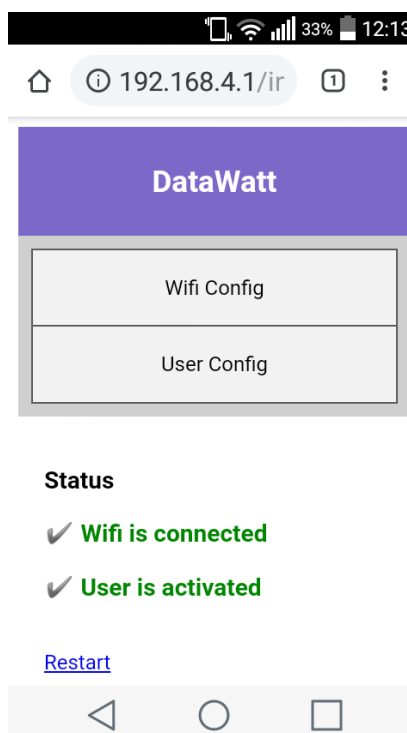 33% 12:13
192.168.4.1/ir 1
DataWatt
Wifi Config
User Config
Status
Wifi is connected
User is activated
Restart